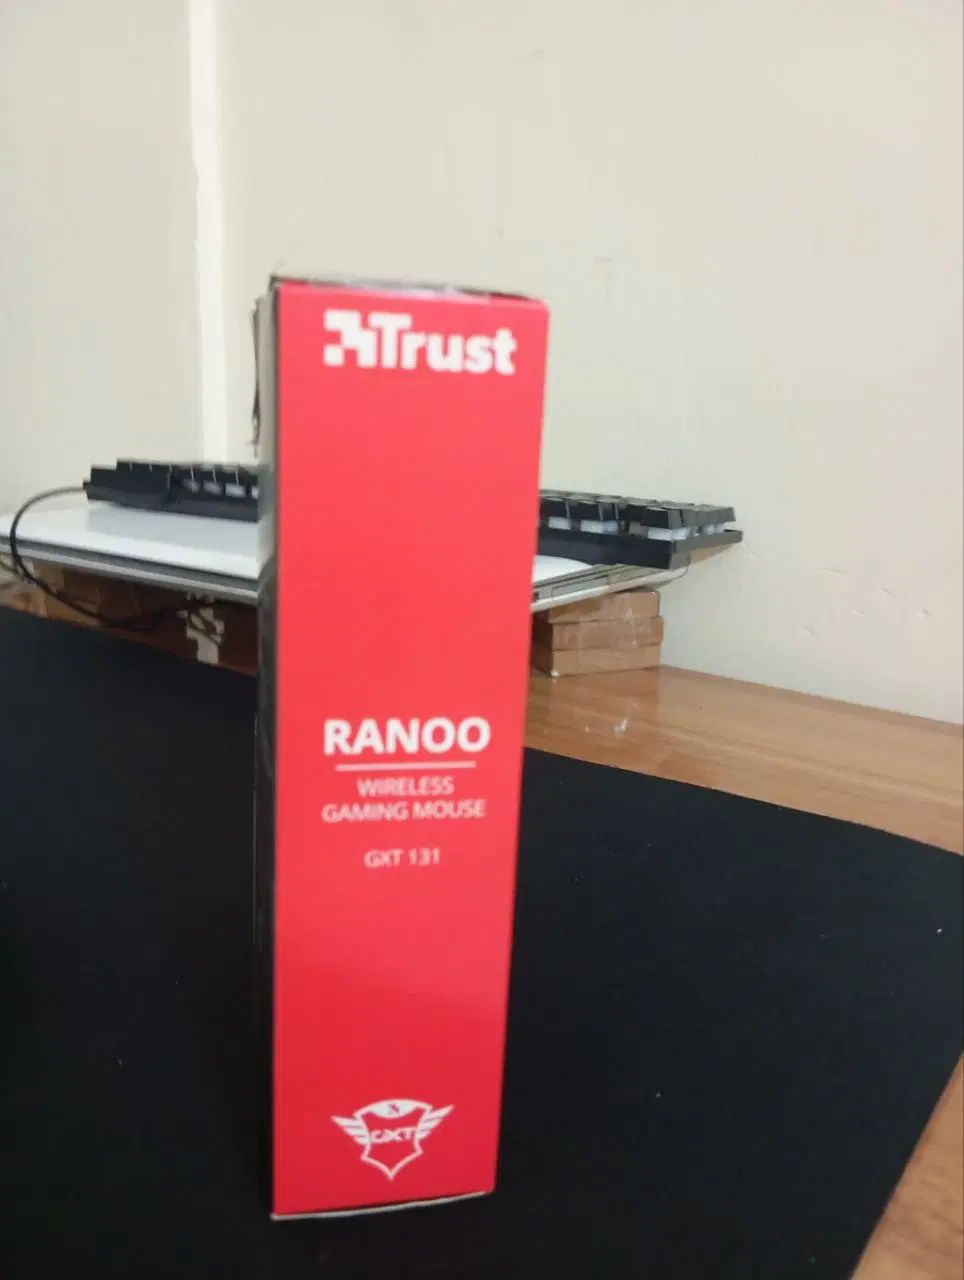 Trust
RANOO
WIRELESS
GAMING MOUSE
GXT 131
GXT